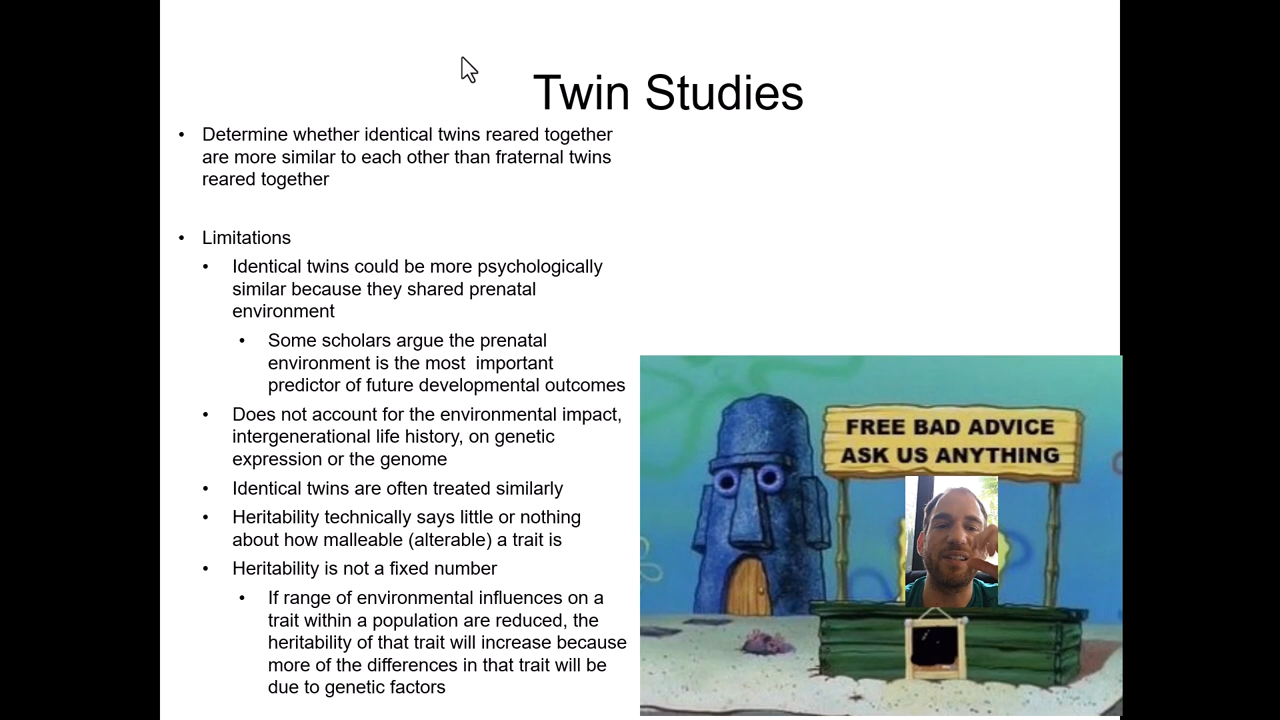 Twin Studies
• Determine whether identical twins reared together
are more similar to each other than fraternal twins
reared together
• Limitations
• Identical twins could be more psychologically
similar because they shared prenatal
environment
• Some scholars argue the prenatal
environment is the most  important
predictor of future developmental outcomes
• Does not account for the environmental impact,
intergenerational life history, on genetic
expression or the genome
• Identical twins are often treated similarly
• Heritability technically says little or nothing
about how malleable (alterable) a trait is
• Heritability is not a fixed number
• If range of environmental influences on a
trait within a population are reduced, the
heritability of that trait will increase because
more of the differences in that trait will be
due to genetic factors
FREE BAD ADVICE
ASK US ANYTHING